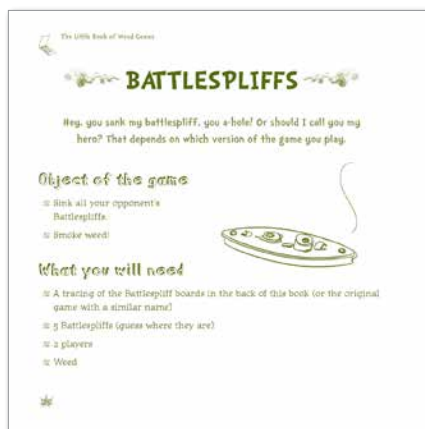 The Little Book of Weed Games
BATTLESPLIFFS
Hey, you sank my battlespliff, you a-hole! Or should I call you my
hero? That depends on which version of the game you play.
Object of the game
Sink all your opponent's
Battlespliffs.
Smoke weed!
What you will need
A tracing of the Battlespliff boards in the back of this book (or the original
game with a similar name)
5 Battlespliffs (guess where they are)
2 players
Weed